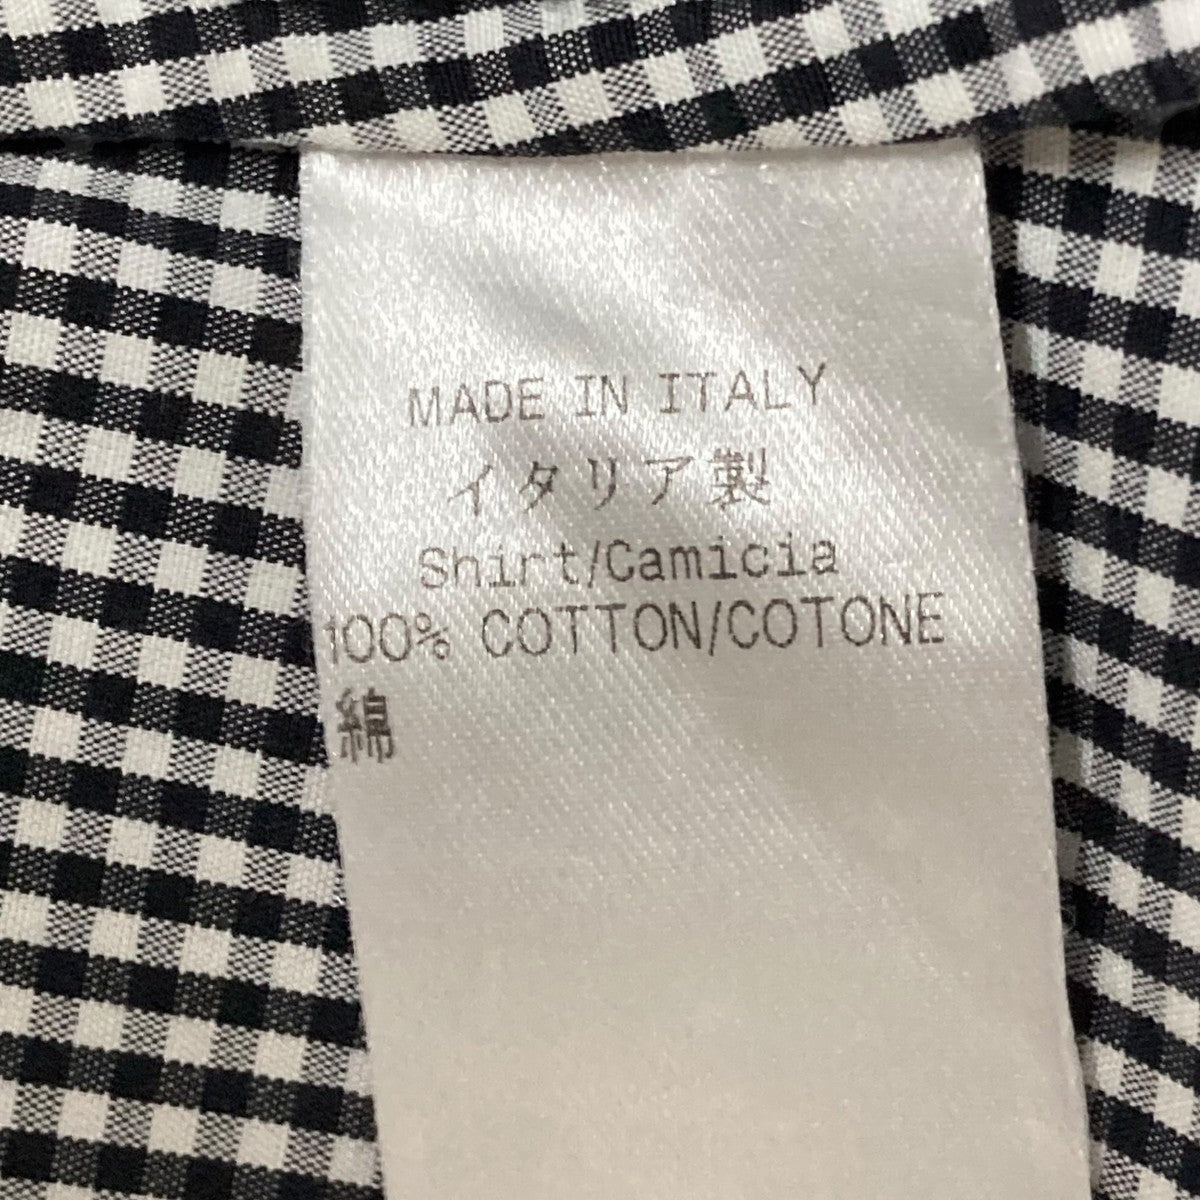 MADE IN ITALY
イタリア製
Shirt/Camicia
100% COTTON/COTONE
綿